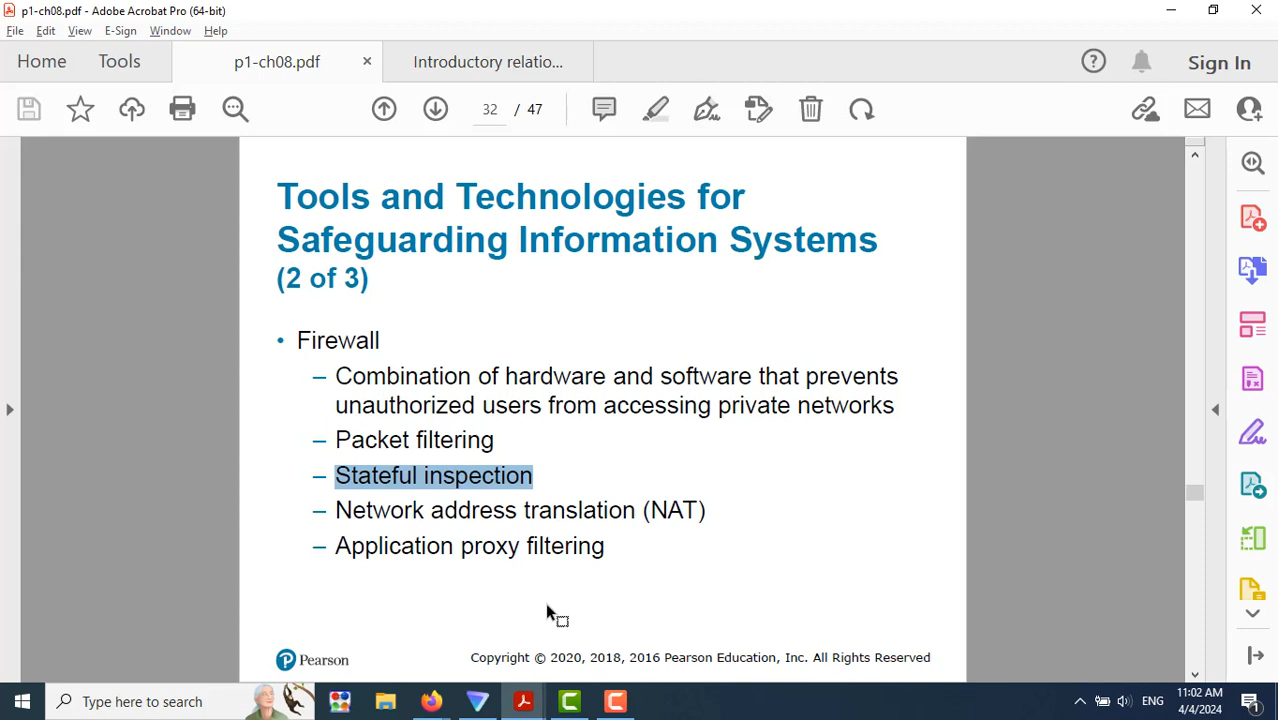 p1-ch08.pdf - Adobe Acrobat Pro (64-bit)
File Edit View E-Sign Window Help
Home Tools p1-ch08.pdf × Introductory relatio... Sign In
32 / 47
Tools and Technologies for
Safeguarding Information Systems
(2 of 3)
• Firewall
– Combination of hardware and software that prevents
unauthorized users from accessing private networks
– Packet filtering
– Stateful inspection
– Network address translation (NAT)
– Application proxy filtering
Pearson
Copyright © 2020, 2018, 2016 Pearson Education, Inc. All Rights Reserved
Type here to search
ENG
11:02 AM
4/4/2024
1